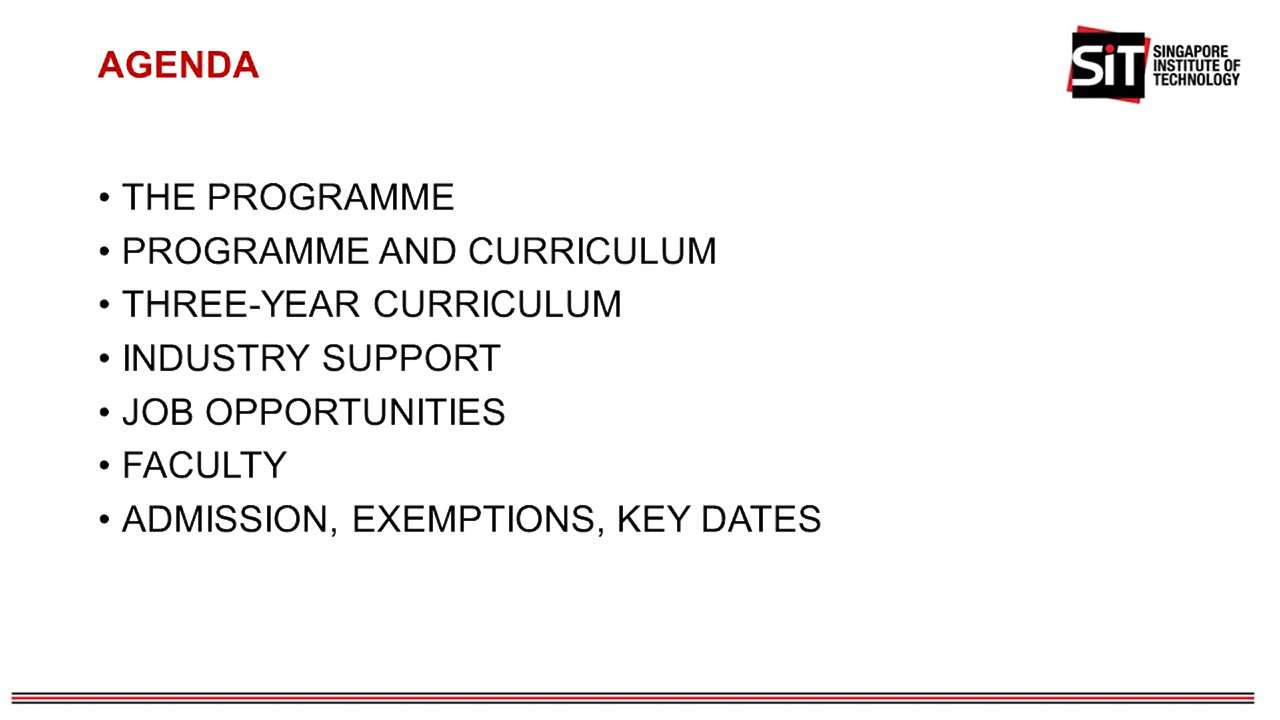 AGENDA
SiT
SINGAPORE
INSTITUTE OF
TECHNOLOGY
• THE PROGRAMME
• PROGRAMME AND CURRICULUM
• THREE-YEAR CURRICULUM
• INDUSTRY SUPPORT
• JOB OPPORTUNITIES
• FACULTY
• ADMISSION, EXEMPTIONS, KEY DATES